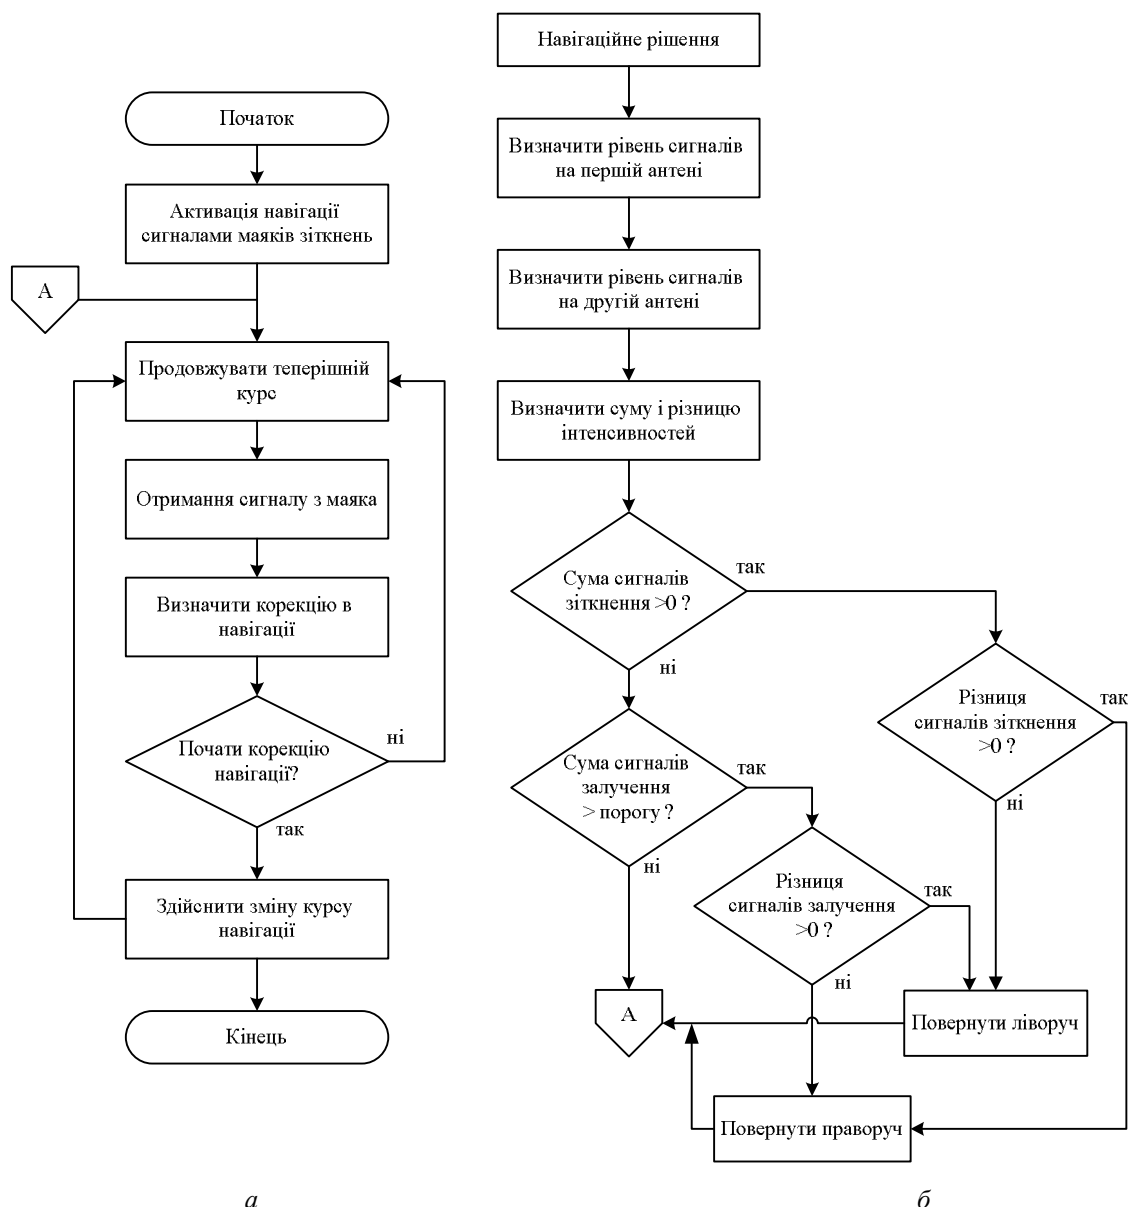 Початок
Активація навігації
сигналами маяків зіткнень
А
Продовжувати теперішній
курс
Отримання сигналу з маяка
Визначити корекцію в
навігації
Почати корекцію
навігації?
ні
так
Здійснити зміну курсу
навігації
Кінець
а
Навігаційне рішення
Визначити рівень сигналів
на першій антені
Визначити рівень сигналів
на другій антені
Визначити суму і різницю
інтенсивностей
Сума сигналів
зіткнення >0 ?
так
ні
Різниця
сигналів зіткнення
>0 ?
так
ні
Сума сигналів
залучення
> порогу ?
так
ні
Різниця
сигналів залучення
>0 ?
так
ні
А
Повернути ліворуч
Повернути праворуч
б